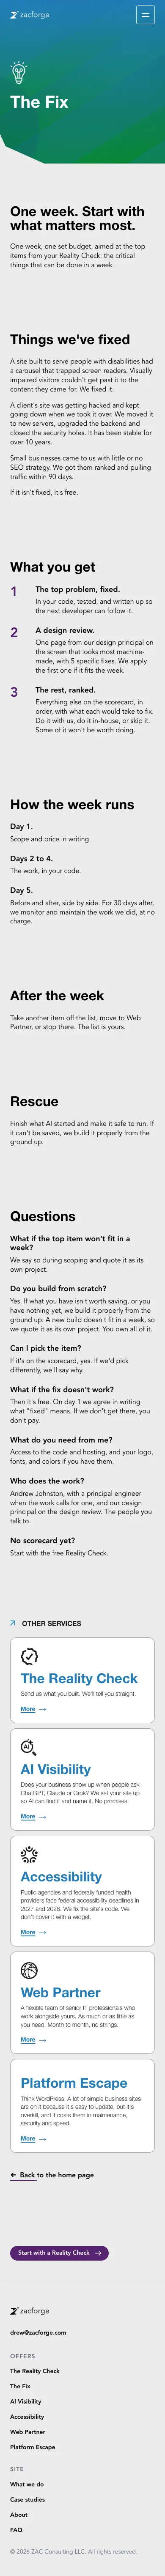 zacforge
The Fix
One week. Start with
what matters most.
One week, one set budget, aimed at the top
items from your Reality Check: the critical
things that can be done in a week.
Things we've fixed
A site built to serve people with disabilities had
a carousel that trapped screen readers. Visually
impaired visitors couldn't get past it to the
content they came for. We fixed it.
A client's site was getting hacked and kept
going down when we took it over. We moved it
to new servers, upgraded the backend and
closed the security holes. It has been stable for
over 10 years.
Small businesses came to us with little or no
SEO strategy. We got them ranked and pulling
traffic within 90 days.
If it isn't fixed, it's free.
What you get
1
The top problem, fixed.
In your code, tested, and written up so
the next developer can follow it.
2
A design review.
One page from our design principal on
the screen that looks most machine-
made, with 5 specific fixes. We apply
the first one if it fits the week.
3
The rest, ranked.
Everything else on the scorecard, in
order, with what each would take to fix.
Do it with us, do it in-house, or skip it.
Some of it won't be worth doing.
How the week runs
Day 1.
Scope and price in writing.
Days 2 to 4.
The work, in your code.
Day 5.
Before and after, side by side. For 30 days after,
we monitor and maintain the work we did, at no
charge.
After the week
Take another item off the list, move to Web
Partner, or stop there. The list is yours.
Rescue
Finish what AI started and make it safe to run. If
it can't be saved, we build it properly from the
ground up.
Questions
What if the top item won't fit in a
week?
We say so during scoping and quote it as its
own project.
Do you build from scratch?
Yes. If what you have isn't worth saving, or you
have nothing yet, we build it properly from the
ground up. A new build doesn't fit in a week, so
we quote it as its own project. You own all of it.
Can I pick the item?
If it's on the scorecard, yes. If we'd pick
differently, we'll say why.
What if the fix doesn't work?
Then it's free. On day 1 we agree in writing
what "fixed" means. If we don't get there, you
don't pay.
What do you need from me?
Access to the code and hosting, and your logo,
fonts, and colors if you have them.
Who does the work?
Andrew Johnston, with a principal engineer
when the work calls for one, and our design
principal on the design review. The people you
talk to.
No scorecard yet?
Start with the free Reality Check.
OTHER SERVICES
The Reality Check
Send us what you built. We'll tell you straight.
More
AI
AI Visibility
Does your business show up when people ask
ChatGPT, Claude or Grok? We set your site up
so AI can find it and name it. No promises.
More
Accessibility
Public agencies and federally funded health
providers face federal accessibility deadlines in
2027 and 2028. We fix the site's code. We
don't cover it with a widget.
More
Web Partner
A flexible team of senior IT professionals who
work alongside yours. As much or as little as
you need. Month to month, no strings.
More
Platform Escape
Think WordPress. A lot of simple business sites
are on it because it's easy to update, but it's
overkill, and it costs them in maintenance,
security and speed.
More
Back to the home page
Start with a Reality Check
zacforge
drew@zacforge.com
OFFERS
The Reality Check
The Fix
AI Visibility
Accessibility
Web Partner
Platform Escape
SITE
What we do
Case studies
About
FAQ
© 2026 ZAC Consulting LLC. All rights reserved.